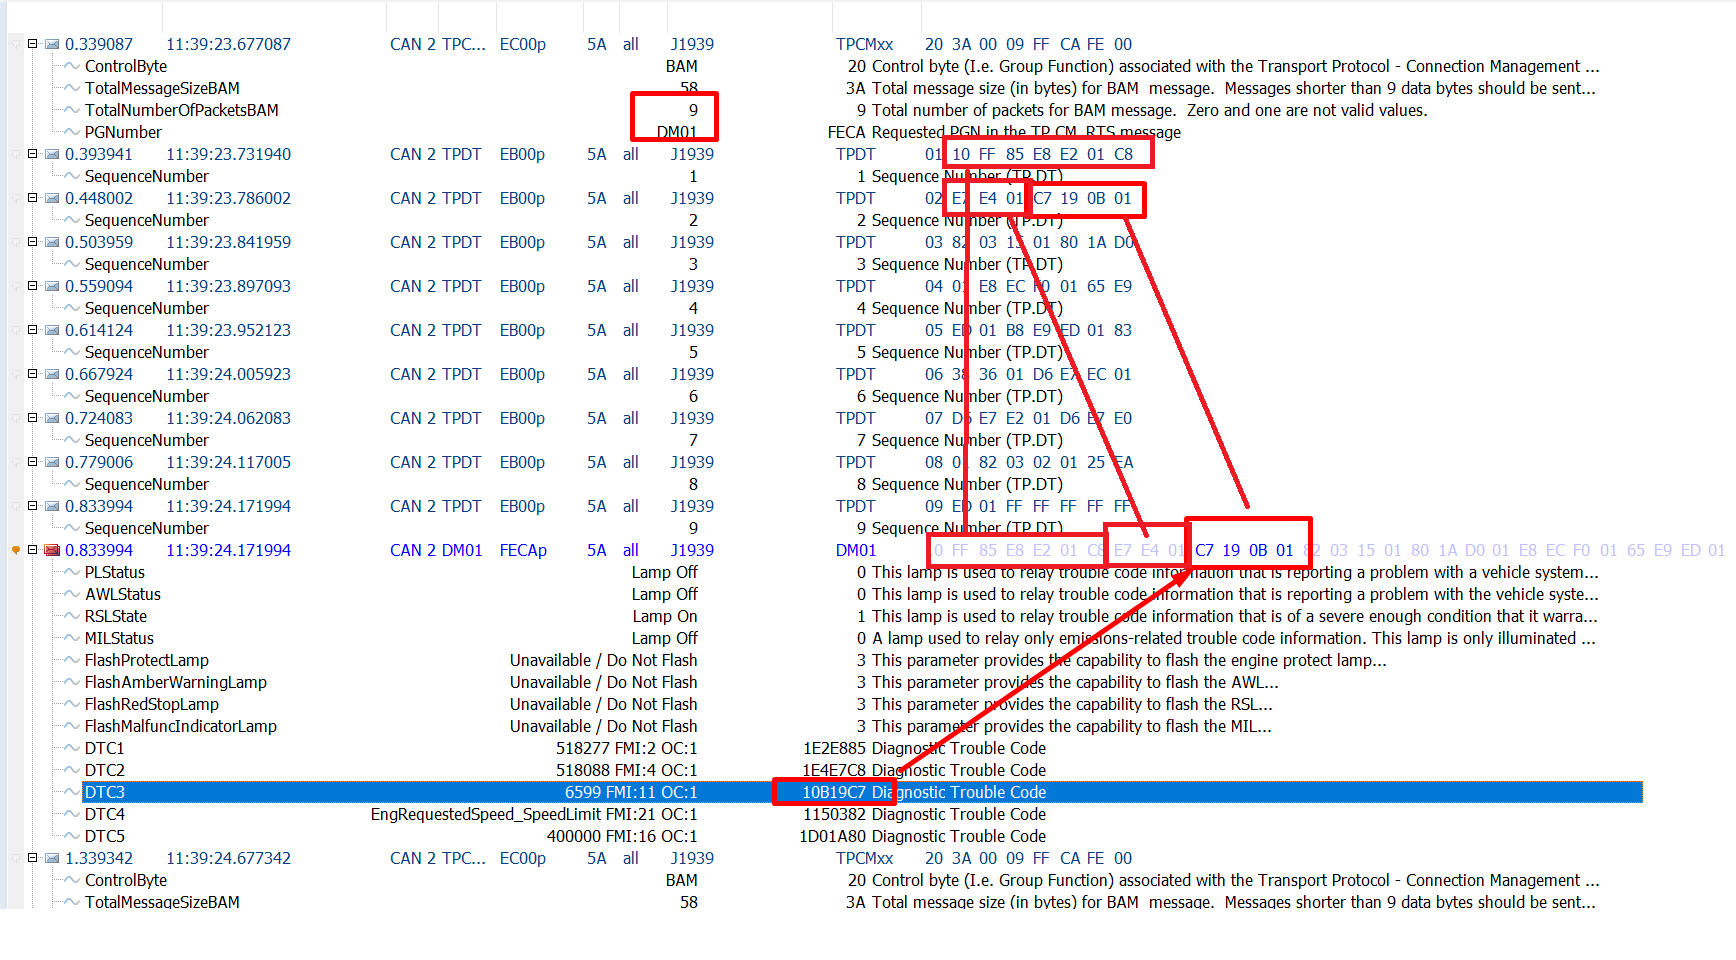 0.339087 11:39:23.677087 CAN 2 TPC... EC00p 5A all J1939 TPCMxx 20 3A 00 09 FF CA FE 00
ControlByte BAM 20 Control byte (I.e. Group Function) associated with the Transport Protocol - Connection Management ...
TotalMessageSizeBAM 58 3A Total message size (in bytes) for BAM message. Messages shorter than 9 data bytes should be sent...
TotalNumberOfPacketsBAM 9 9 Total number of packets for BAM message. Zero and one are not valid values.
PGNumber DM01 FECA Requested PGN in the TP.CM_RTS message
0.393941 11:39:23.731940 CAN 2 TPDT EB00p 5A all J1939 TPDT 01 10 FF 85 E8 E2 01 C8
SequenceNumber 1 1 Sequence Number (TP.DT)
0.448002 11:39:23.786002 CAN 2 TPDT EB00p 5A all J1939 TPDT 02 E7 E4 01 C7 19 0B 01
SequenceNumber 2 2 Sequence Number (TP.DT)
0.503959 11:39:23.841959 CAN 2 TPDT EB00p 5A all J1939 TPDT 03 82 03 15 01 80 1A D0
SequenceNumber 3 3 Sequence Number (TP.DT)
0.559094 11:39:23.897093 CAN 2 TPDT EB00p 5A all J1939 TPDT 04 01 E8 EC F0 01 65 E9
SequenceNumber 4 4 Sequence Number (TP.DT)
0.614124 11:39:23.952123 CAN 2 TPDT EB00p 5A all J1939 TPDT 05 ED 01 B8 E9 ED 01 83
SequenceNumber 5 5 Sequence Number (TP.DT)
0.667924 11:39:24.005923 CAN 2 TPDT EB00p 5A all J1939 TPDT 06 38 36 01 D6 E7 EC 01
SequenceNumber 6 6 Sequence Number (TP.DT)
0.724083 11:39:24.062083 CAN 2 TPDT EB00p 5A all J1939 TPDT 07 D6 E7 E2 01 D6 E7 E0
SequenceNumber 7 7 Sequence Number (TP.DT)
0.779006 11:39:24.117005 CAN 2 TPDT EB00p 5A all J1939 TPDT 08 01 82 03 02 01 25 EA
SequenceNumber 8 8 Sequence Number (TP.DT)
0.833994 11:39:24.171994 CAN 2 TPDT EB00p 5A all J1939 TPDT 09 ED 01 FF FF FF FF FF
SequenceNumber 9 9 Sequence Number (TP.DT)
0.833994 11:39:24.171994 CAN 2 DM01 FECAp 5A all J1939 DM01 10 FF 85 E8 E2 01 C8 E7 E4 01 C7 19 0B 01 82 03 15 01 80 1A D0 01 E8 EC F0 01 65 E9 ED 01
PLStatus Lamp Off 0 This lamp is used to relay trouble code information that is reporting a problem with a vehicle system...
AWLStatus Lamp Off 0 This lamp is used to relay trouble code information that is reporting a problem with the vehicle syste...
RSLState Lamp On 1 This lamp is used to relay trouble code information that is of a severe enough condition that it warra...
MILStatus Lamp Off 0 A lamp used to relay only emissions-related trouble code information. This lamp is only illuminated ...
FlashProtectLamp Unavailable / Do Not Flash 3 This parameter provides the capability to flash the engine protect lamp...
FlashAmberWarningLamp Unavailable / Do Not Flash 3 This parameter provides the capability to flash the AWL...
FlashRedStopLamp Unavailable / Do Not Flash 3 This parameter provides the capability to flash the RSL...
FlashMalfuncIndicatorLamp Unavailable / Do Not Flash 3 This parameter provides the capability to flash the MIL...
DTC1 518277 FMI:2 OC:1 1E2E885 Diagnostic Trouble Code
DTC2 518088 FMI:4 OC:1 1E4E7C8 Diagnostic Trouble Code
DTC3 6599 FMI:11 OC:1 10B19C7 Diagnostic Trouble Code
DTC4 EngRequestedSpeed_SpeedLimit FMI:21 OC:1 1150382 Diagnostic Trouble Code
DTC5 400000 FMI:16 OC:1 1D01A80 Diagnostic Trouble Code
1.339342 11:39:24.677342 CAN 2 TPC... EC00p 5A all J1939 TPCMxx 20 3A 00 09 FF CA FE 00
ControlByte BAM 20 Control byte (I.e. Group Function) associated with the Transport Protocol - Connection Management ...
TotalMessageSizeBAM 58 3A Total message size (in bytes) for BAM message. Messages shorter than 9 data bytes should be sent...